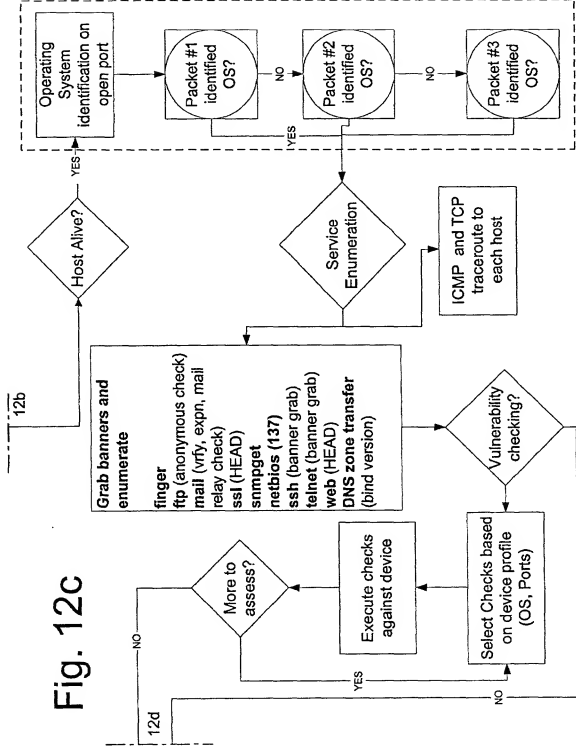 Fig. 12c
12b
Host Alive?
YES
Operating
System
identification on
open port
Packet #1
identified
OS?
NO
Packet #2
identified
OS?
NO
Packet #3
identified
OS?
YES
Service
Enumeration
ICMP and TCP
traceroute to
each host
Grab banners and
enumerate
finger
ftp (anonymous check)
mail (vrfy, expn, mail
relay check)
ssl (HEAD)
snmpget
netbios (137)
ssh (banner grab)
telnet (banner grab)
web (HEAD)
DNS zone transfer
(bind version)
Vulnerability
checking?
Select Checks based
on device profile
(OS, Ports)
Execute checks
against device
More to
assess?
NO
YES
12d
NO